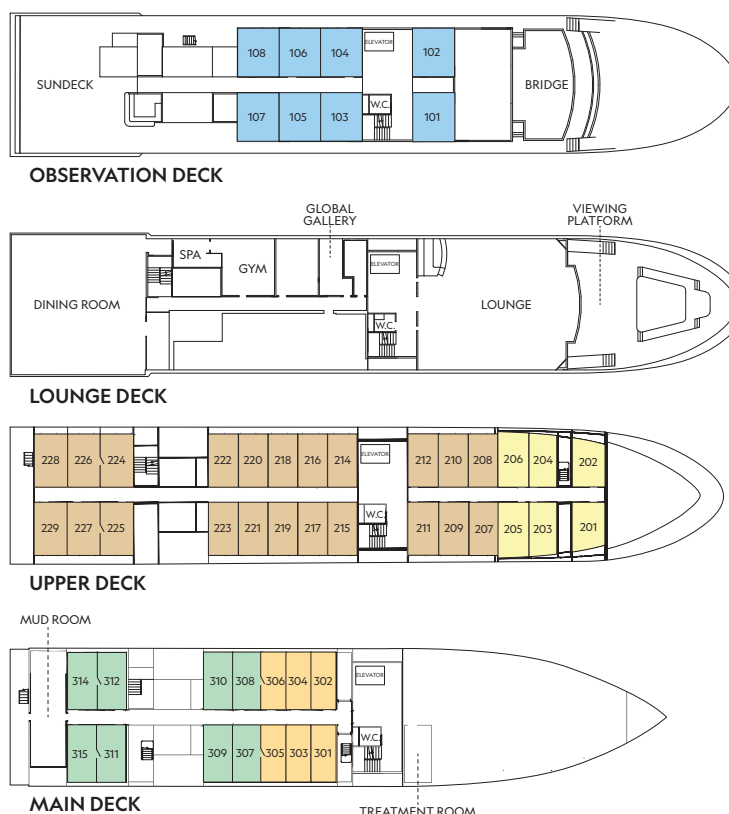 108 106 104 ELEVATOR 102
SUNDECK BRIDGE
W.C.
107 105 103 101
OBSERVATION DECK
GLOBAL
GALLERY
VIEWING
PLATFORM
SPA
GYM
ELEVATOR
DINING ROOM
LOUNGE
W.C.
LOUNGE DECK
228 226 224 222 220 218 216 214 ELEVATOR 212 210 208 206 204 202
W.C.
229 227 225 223 221 219 217 215 211 209 207 205 203 201
UPPER DECK
MUD ROOM
314 312 310 308 306 304 302 ELEVATOR
W.C.
315 311 309 307 305 303 301
MAIN DECK
TREATMENT ROOM